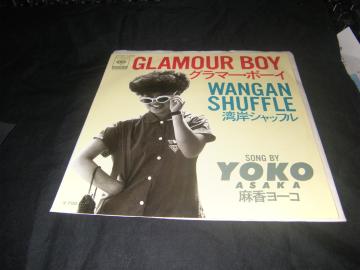 GLAMOUR BOY
グラマー・ボーイ
WANGAN
SHUFFLE
湾岸シャッフル
SONG BY
YOKO
ASAKA
麻香ヨーコ